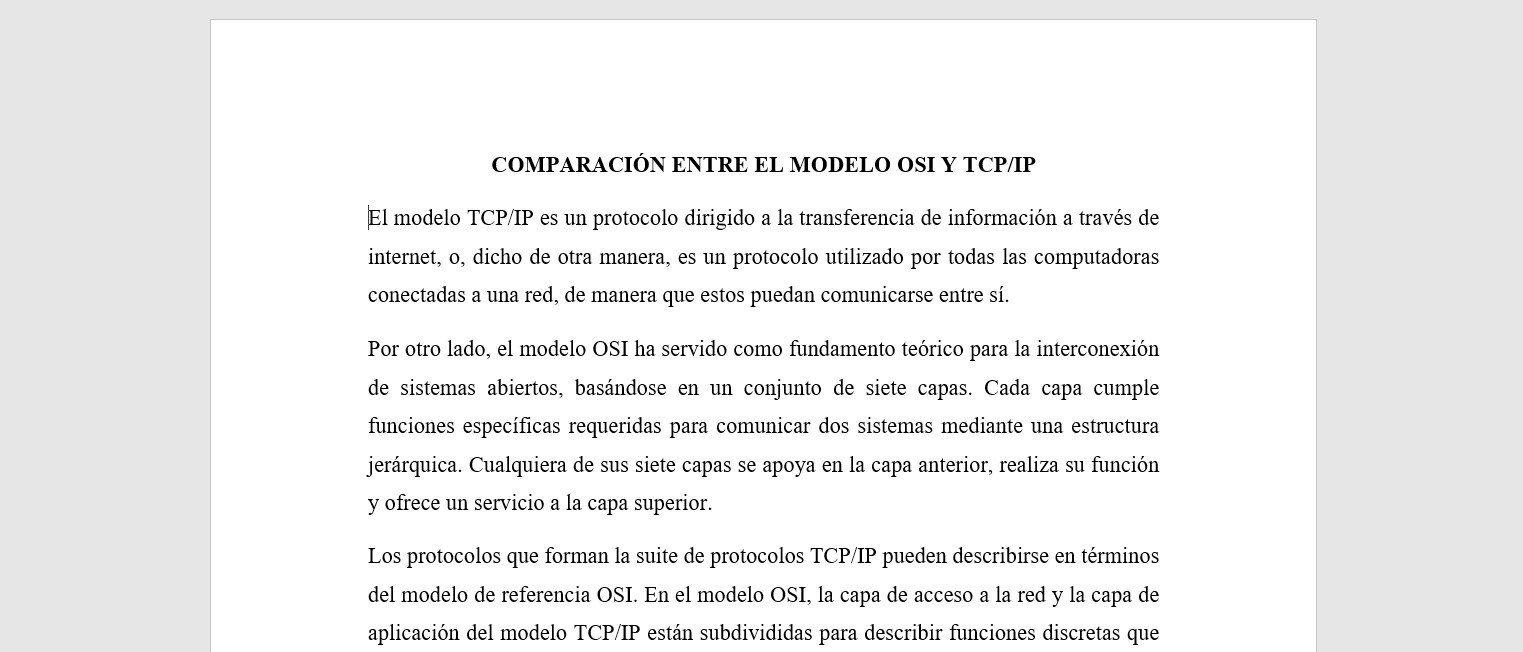 COMPARACIÓN ENTRE EL MODELO OSI Y TCP/IP
El modelo TCP/IP es un protocolo dirigido a la transferencia de información a través de
internet, o, dicho de otra manera, es un protocolo utilizado por todas las computadoras
conectadas a una red, de manera que estos puedan comunicarse entre sí.
Por otro lado, el modelo OSI ha servido como fundamento teórico para la interconexión
de sistemas abiertos, basándose en un conjunto de siete capas. Cada capa cumple
funciones específicas requeridas para comunicar dos sistemas mediante una estructura
jerárquica. Cualquiera de sus siete capas se apoya en la capa anterior, realiza su función
y ofrece un servicio a la capa superior.
Los protocolos que forman la suite de protocolos TCP/IP pueden describirse en términos
del modelo de referencia OSI. En el modelo OSI, la capa de acceso a la red y la capa de
aplicación del modelo TCP/IP están subdivididas para describir funciones discretas que